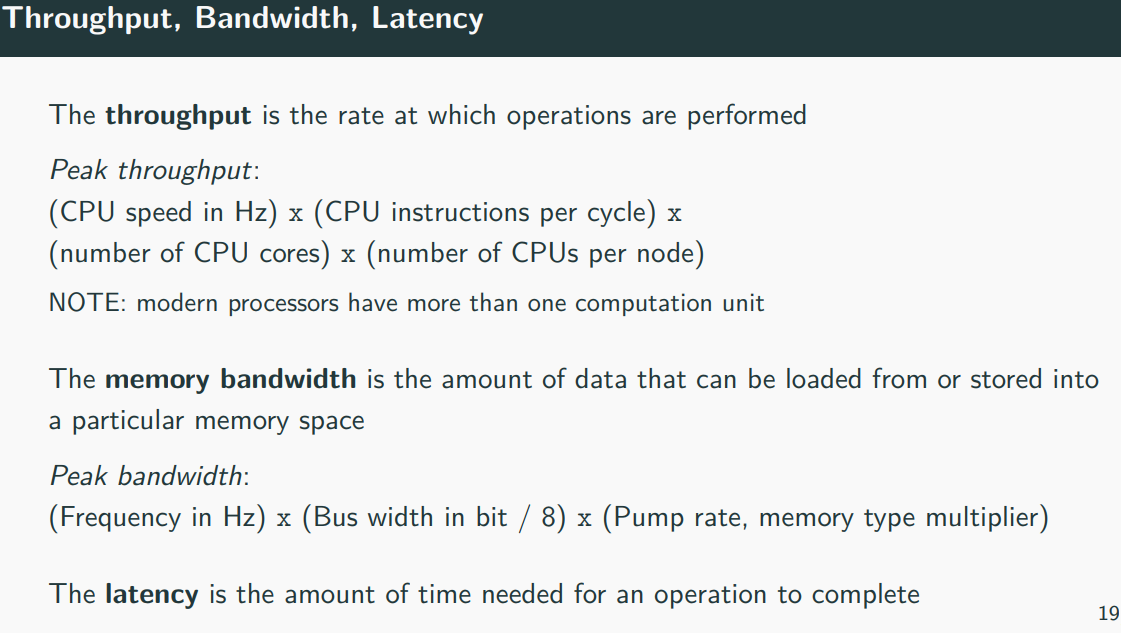 Throughput, Bandwidth, Latency
The throughput is the rate at which operations are performed
Peak throughput:
(CPU speed in Hz) x (CPU instructions per cycle) x
(number of CPU cores) x (number of CPUs per node)
NOTE: modern processors have more than one computation unit
The memory bandwidth is the amount of data that can be loaded from or stored into
a particular memory space
Peak bandwidth:
(Frequency in Hz) x (Bus width in bit / 8) x (Pump rate, memory type multiplier)
The latency is the amount of time needed for an operation to complete
19